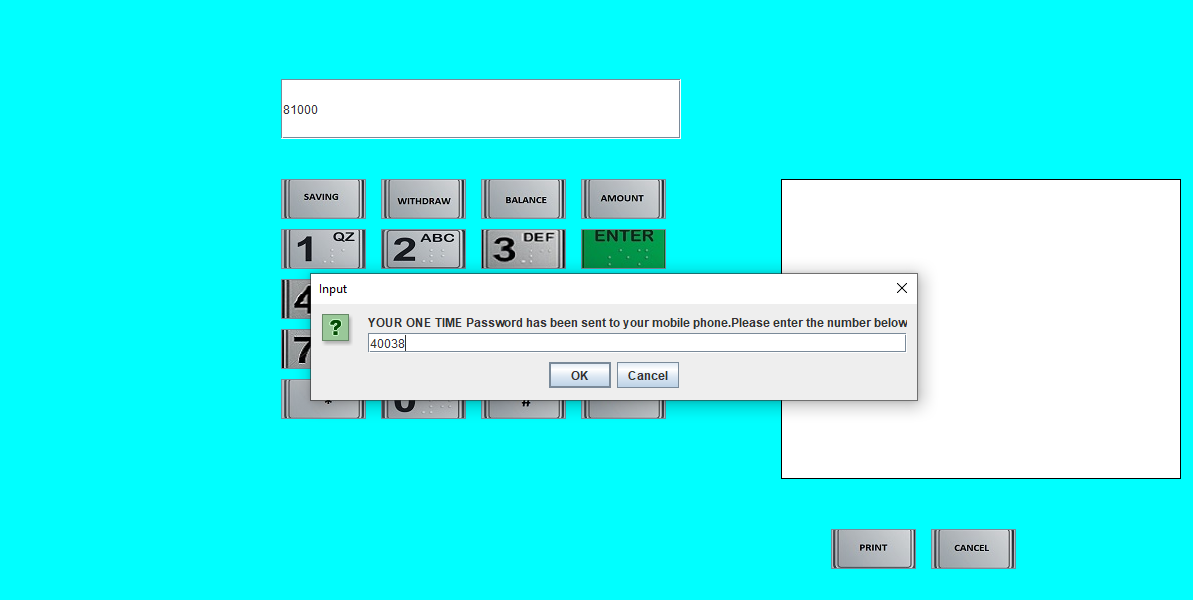 81000
SAVING
WITHDRAW
BALANCE
AMOUNT
1 QZ
2 ABC
3 DEF
ENTER
Input
4
?
YOUR ONE TIME Password has been sent to your mobile phone.Please enter the number below
40038
7
OK
Cancel
*
0
#
PRINT
CANCEL